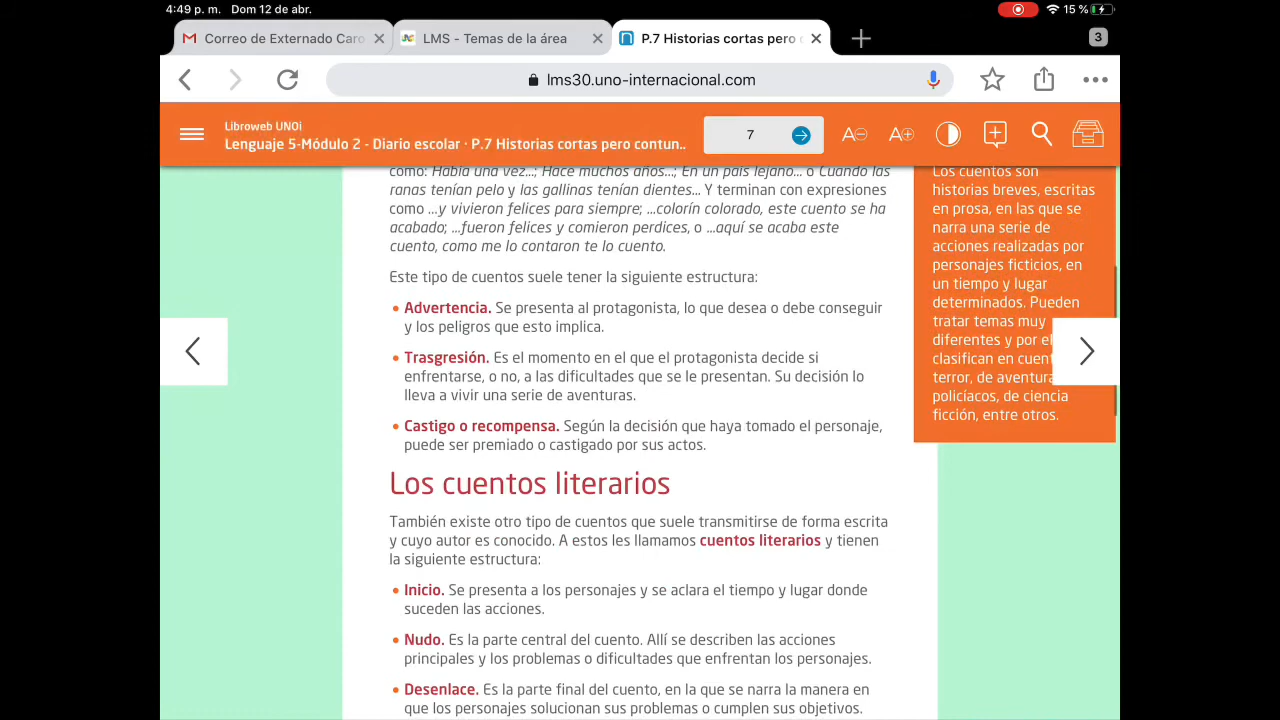 4:49 p. m. Dom 12 de abr.
15 %
Correo de Externado Caro
LMS - Temas de la área
P.7 Historias cortas pero
3
lms30.uno-internacional.com
Libroweb UNOi
Lenguaje 5-Módulo 2 - Diario escolar · P.7 Historias cortas pero contun..
7
A
A
como: Había una vez...; Hace muchos años...; En un país lejano... o Cuando las
ranas tenían pelo y las gallinas tenían dientes... Y terminan con expresiones
como ...y vivieron felices para siempre; ...colorín colorado, este cuento se ha
acabado; ...fueron felices y comieron perdices, o ...aquí se acaba este
cuento, como me lo contaron te lo cuento.
Este tipo de cuentos suele tener la siguiente estructura:
• Advertencia. Se presenta al protagonista, lo que desea o debe conseguir
y los peligros que esto implica.
• Trasgresión. Es el momento en el que el protagonista decide si
enfrentarse, o no, a las dificultades que se le presentan. Su decisión lo
lleva a vivir una serie de aventuras.
• Castigo o recompensa. Según la decisión que haya tomado el personaje,
puede ser premiado o castigado por sus actos.
Los cuentos literarios
También existe otro tipo de cuentos que suele transmitirse de forma escrita
y cuyo autor es conocido. A estos les llamamos cuentos literarios y tienen
la siguiente estructura:
• Inicio. Se presenta a los personajes y se aclara el tiempo y lugar donde
suceden las acciones.
• Nudo. Es la parte central del cuento. Allí se describen las acciones
principales y los problemas o dificultades que enfrentan los personajes.
• Desenlace. Es la parte final del cuento, en la que se narra la manera en
que los personajes solucionan sus problemas o cumplen sus objetivos.
Los cuentos son
historias breves, escritas
en prosa, en las que se
narra una serie de
acciones realizadas por
personajes ficticios, en
un tiempo y lugar
determinados. Pueden
tratar temas muy
diferentes y por el
clasifican en cuent
terror, de aventura
policíacos, de ciencia
ficción, entre otros.